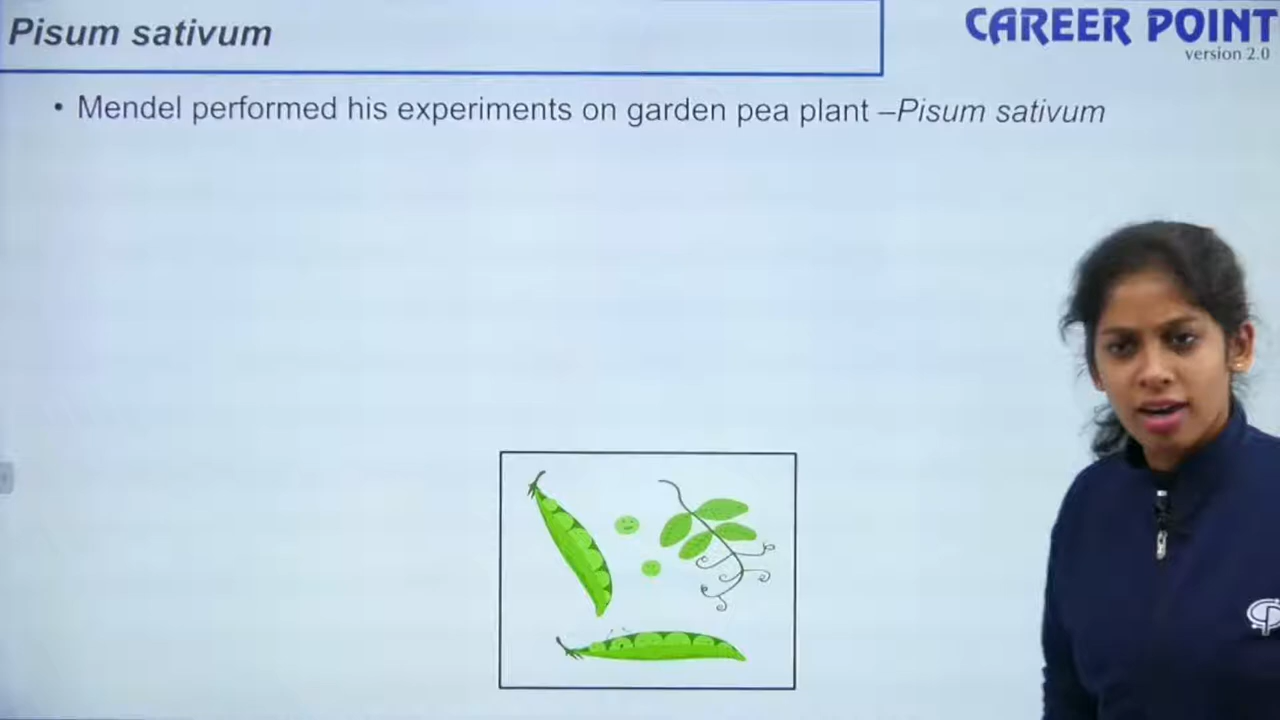 Pisum sativum
CAREER POINT
version 2.0
• Mendel performed his experiments on garden pea plant –Pisum sativum